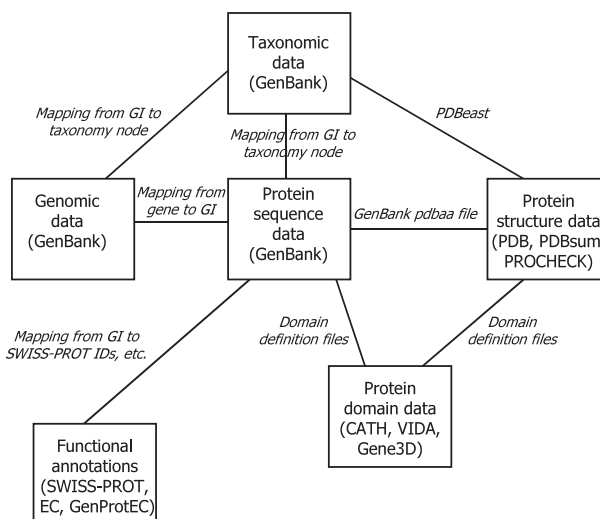 Taxonomic
data
(GenBank)
Mapping from GI to
taxonomy node
PDBeast
Mapping from GI to
taxonomy node
Genomic
data
(GenBank)
Mapping from
gene to GI
Protein
sequence
data
(GenBank)
GenBank pdbaa file
Protein
structure data
(PDB, PDBsum
PROCHECK)
Mapping from GI to
SWISS-PROT IDs, etc.
Domain
definition files
Domain
definition files
Protein
domain data
(CATH, VIDA,
Gene3D)
Functional
annotations
(SWISS-PROT,
EC, GenProtEC)